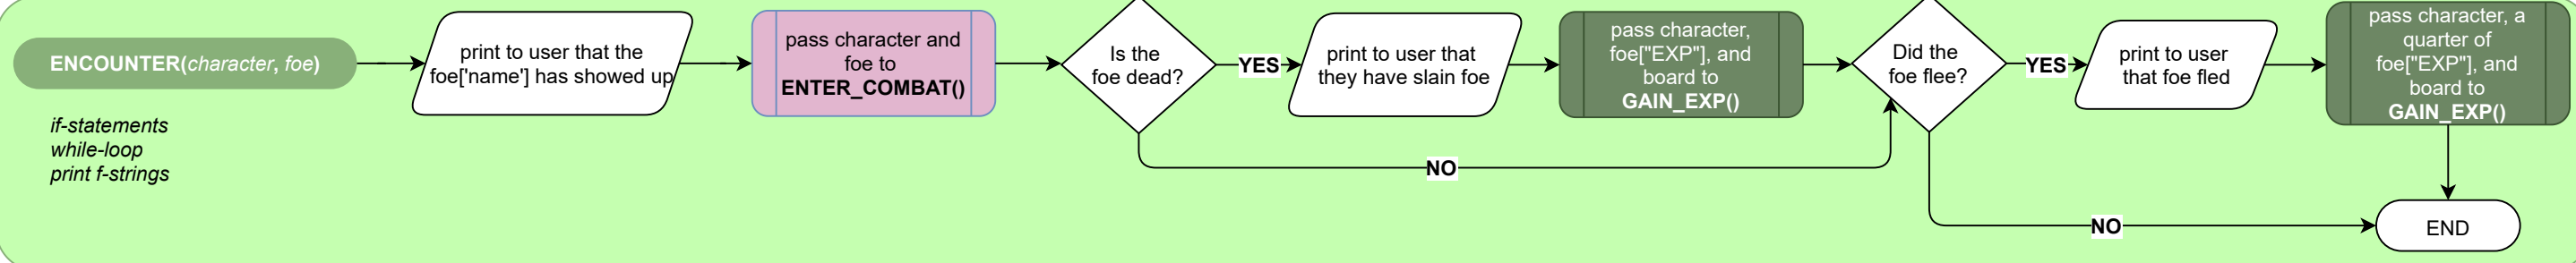 ENCOUNTER(character, foe)
if-statements
while-loop
print f-strings
print to user that the
foe['name'] has showed up
pass character and
foe to
ENTER_COMBAT()
Is the
foe dead?
YES
print to user that
they have slain foe
pass character,
foe["EXP"], and
board to
GAIN_EXP()
NO
Did the
foe flee?
YES
print to user
that foe fled
pass character, a
quarter of
foe["EXP"], and
board to
GAIN_EXP()
NO
END